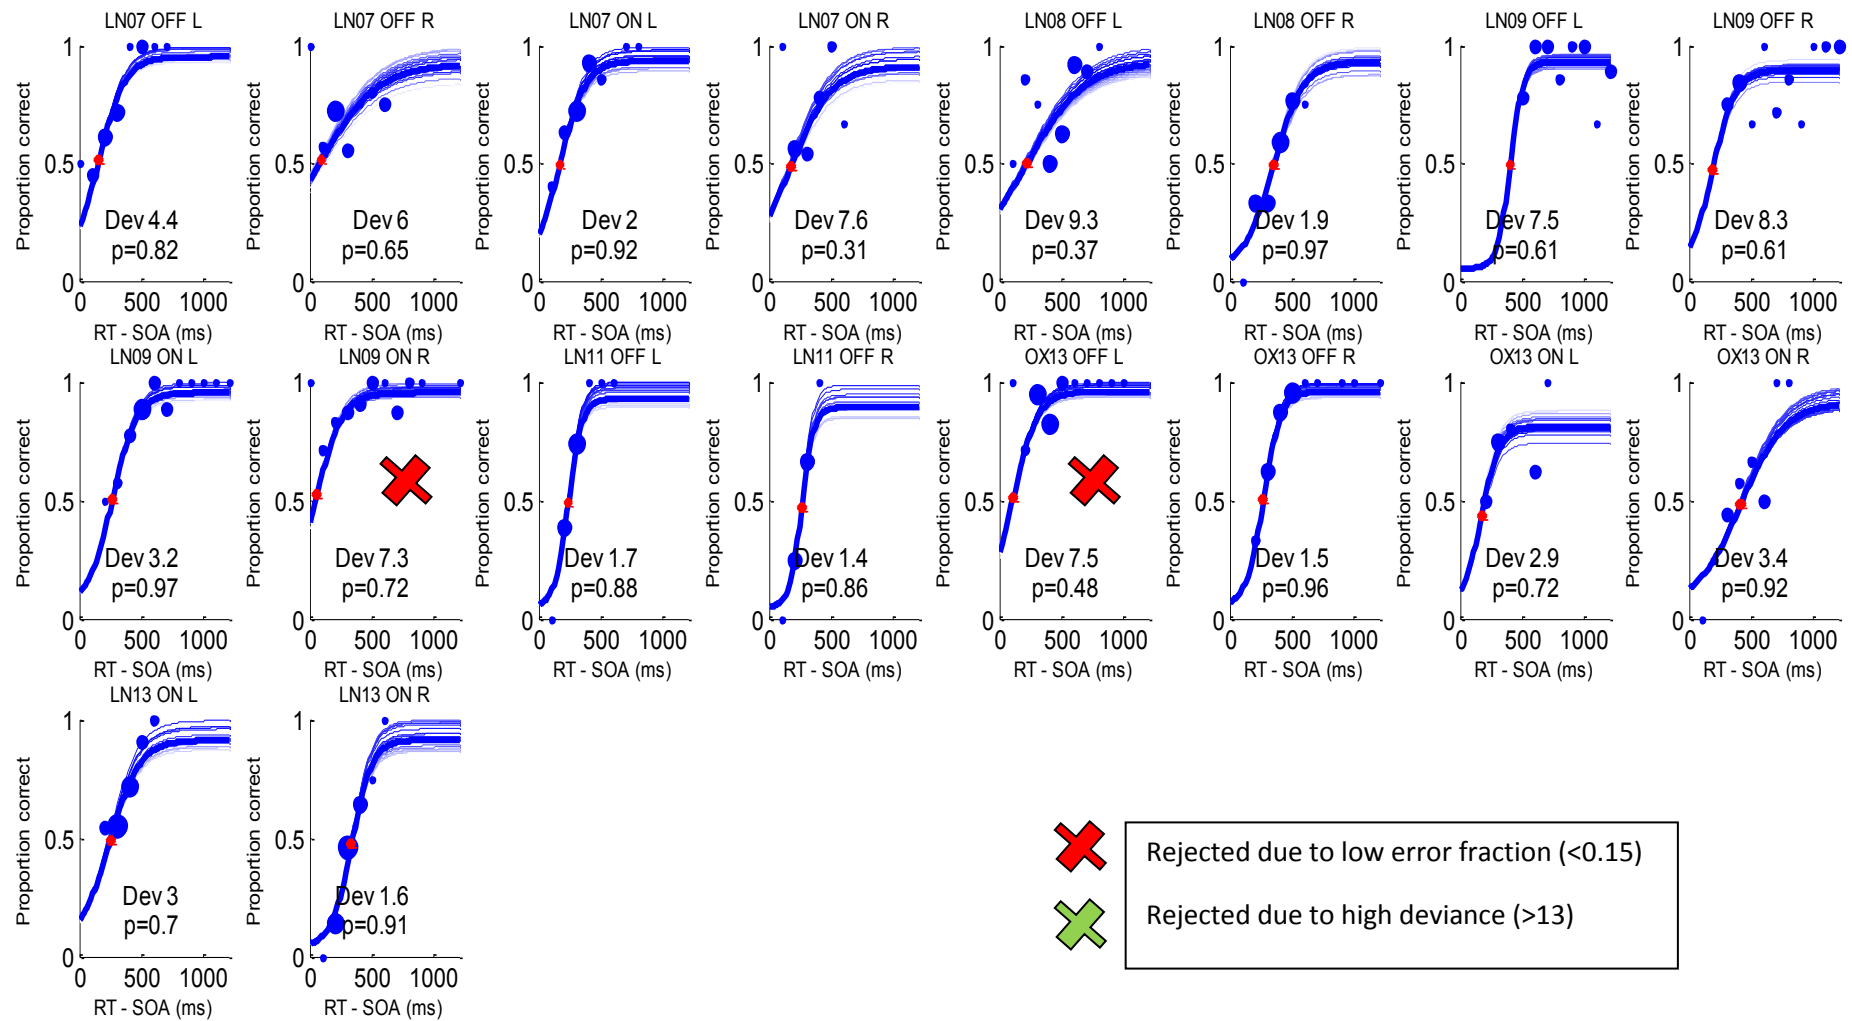 LN07 OFF L
LN07 OFF R
LN07 ON L
LN07 ON R
LN08 OFF L
LN08 OFF R
LN09 OFF L
LN09 OFF R
Proportion correct
1
0.5
0
Dev 4.4
p=0.82
0 500 1000
RT - SOA (ms)
Proportion correct
1
0.5
0
Dev 6
p=0.65
0 500 1000
RT - SOA (ms)
Proportion correct
1
0.5
0
Dev 2
p=0.92
0 500 1000
RT - SOA (ms)
Proportion correct
1
0.5
0
Dev 7.6
p=0.31
0 500 1000
RT - SOA (ms)
Proportion correct
1
0.5
0
Dev 9.3
p=0.37
0 500 1000
RT - SOA (ms)
Proportion correct
1
0.5
0
Dev 1.9
p=0.97
0 500 1000
RT - SOA (ms)
Proportion correct
1
0.5
0
Dev 7.5
p=0.61
0 500 1000
RT - SOA (ms)
Proportion correct
1
0.5
0
Dev 8.3
p=0.61
0 500 1000
RT - SOA (ms)
LN09 ON L
LN09 ON R
LN11 OFF L
LN11 OFF R
OX13 OFF L
OX13 OFF R
OX13 ON L
OX13 ON R
Proportion correct
1
0.5
0
Dev 3.2
p=0.97
0 500 1000
RT - SOA (ms)
Proportion correct
1
0.5
0
Dev 7.3
p=0.72
0 500 1000
RT - SOA (ms)
Proportion correct
1
0.5
0
Dev 1.7
p=0.88
0 500 1000
RT - SOA (ms)
Proportion correct
1
0.5
0
Dev 1.4
p=0.86
0 500 1000
RT - SOA (ms)
Proportion correct
1
0.5
0
Dev 7.5
p=0.48
0 500 1000
RT - SOA (ms)
Proportion correct
1
0.5
0
Dev 1.5
p=0.96
0 500 1000
RT - SOA (ms)
Proportion correct
1
0.5
0
Dev 2.9
p=0.72
0 500 1000
RT - SOA (ms)
Proportion correct
1
0.5
0
Dev 3.4
p=0.92
0 500 1000
RT - SOA (ms)
LN13 ON L
LN13 ON R
Proportion correct
1
0.5
0
Dev 3
p=0.7
0 500 1000
RT - SOA (ms)
Proportion correct
1
0.5
0
Dev 1.6
p=0.91
0 500 1000
RT - SOA (ms)
Rejected due to low error fraction (<0.15)
Rejected due to high deviance (>13)